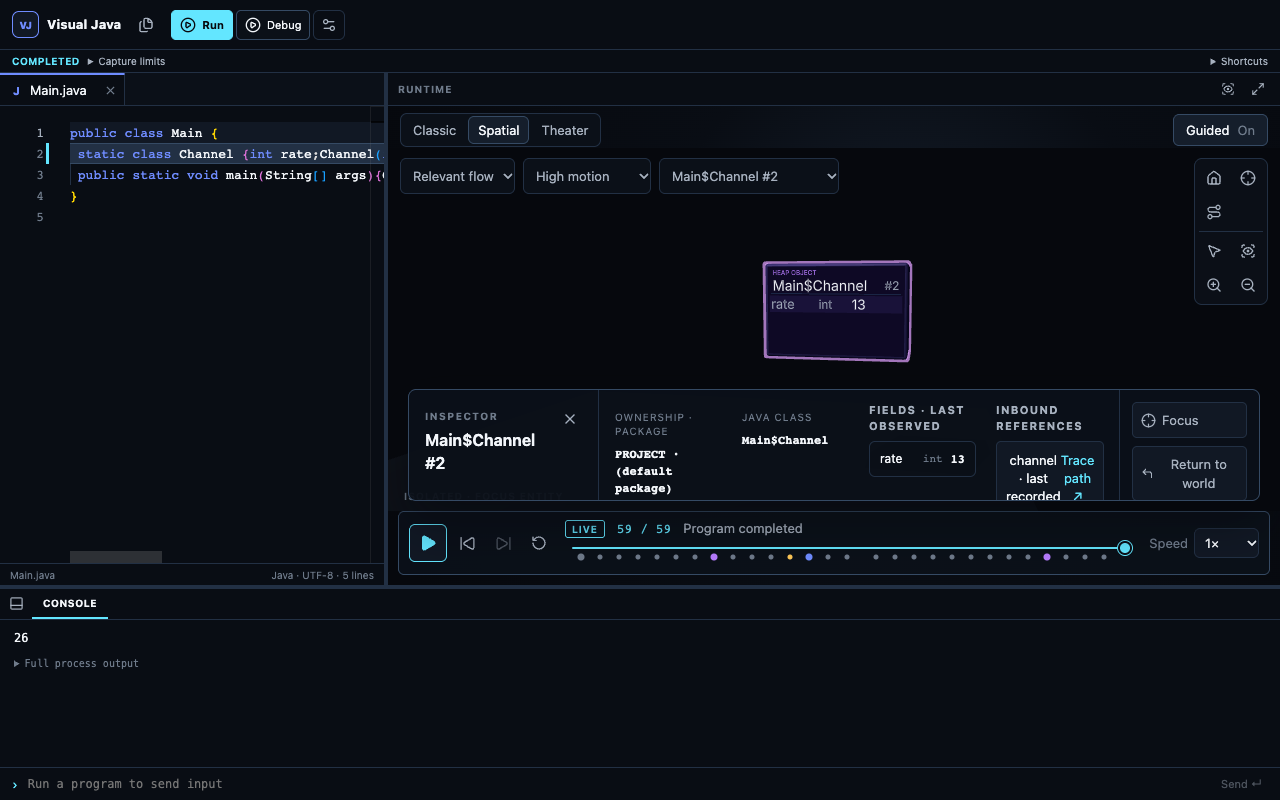 VJ Visual Java Run Debug
COMPLETED Capture limits Shortcuts
J Main.java
RUNTIME
1 public class Main {
2 static class Channel {int rate;Channel(
3 public static void main(String[] args){
4 }
5
Classic Spatial Theater
Guided On
Relevant flow High motion Main$Channel #2
HEAP OBJECT
Main$Channel #2
rate int 13
INSPECTOR
Main$Channel
#2
OWNERSHIP ·
PACKAGE
PROJECT ·
(default
package)
JAVA CLASS
Main$Channel
FIELDS · LAST
OBSERVED
rate int 13
INBOUND
REFERENCES
channel Trace
· last path
recorded ↗
Focus
Return to
world
LIVE 59 / 59 Program completed
Speed 1×
Main.java Java · UTF-8 · 5 lines
CONSOLE
26
Full process output
› Run a program to send input
Send